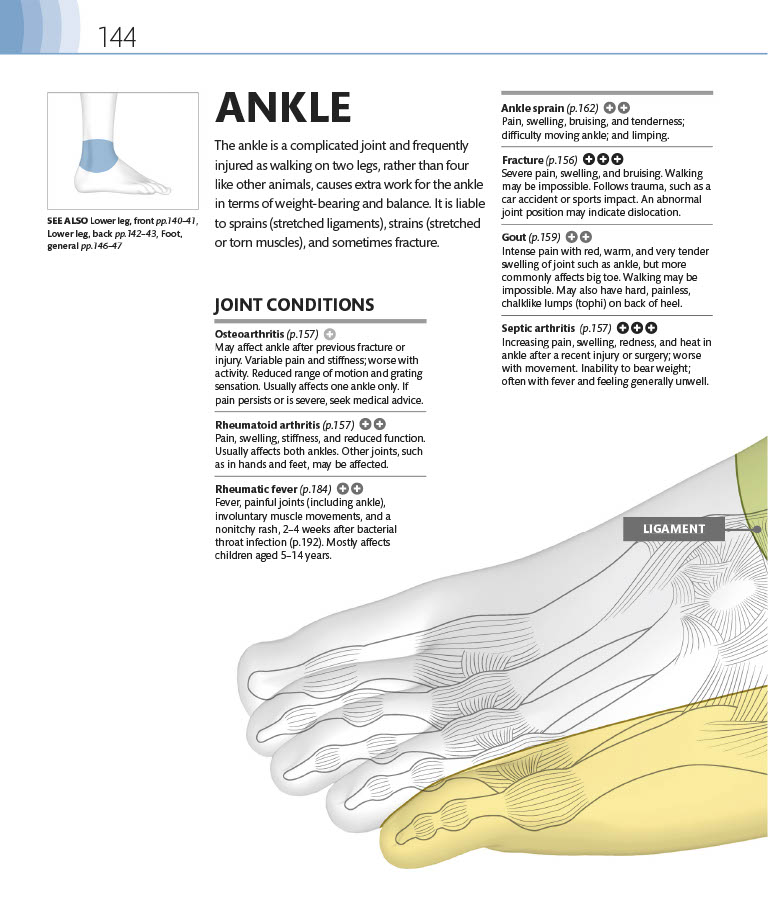 144
SEE ALSO Lower leg, front pp.140–41,
Lower leg, back pp.142–43, Foot,
general pp.146–47
ANKLE
The ankle is a complicated joint and frequently
injured as walking on two legs, rather than four
like other animals, causes extra work for the ankle
in terms of weight-bearing and balance. It is liable
to sprains (stretched ligaments), strains (stretched
or torn muscles), and sometimes fracture.
JOINT CONDITIONS
Osteoarthritis (p.157)
May affect ankle after previous fracture or
injury. Variable pain and stiffness; worse with
activity. Reduced range of motion and grating
sensation. Usually affects one ankle only. If
pain persists or is severe, seek medical advice.
Rheumatoid arthritis (p.157)
Pain, swelling, stiffness, and reduced function.
Usually affects both ankles. Other joints, such
as in hands and feet, may be affected.
Rheumatic fever (p.184)
Fever, painful joints (including ankle),
involuntary muscle movements, and a
nonitchy rash, 2–4 weeks after bacterial
throat infection (p.192). Mostly affects
children aged 5–14 years.
Ankle sprain (p.162)
Pain, swelling, bruising, and tenderness;
difficulty moving ankle; and limping.
Fracture (p.156)
Severe pain, swelling, and bruising. Walking
may be impossible. Follows trauma, such as a
car accident or sports impact. An abnormal
joint position may indicate dislocation.
Gout (p.159)
Intense pain with red, warm, and very tender
swelling of joint such as ankle, but more
commonly affects big toe. Walking may be
impossible. May also have hard, painless,
chalklike lumps (tophi) on back of heel.
Septic arthritis (p.157)
Increasing pain, swelling, redness, and heat in
ankle after a recent injury or surgery; worse
with movement. Inability to bear weight;
often with fever and feeling generally unwell.
LIGAMENT